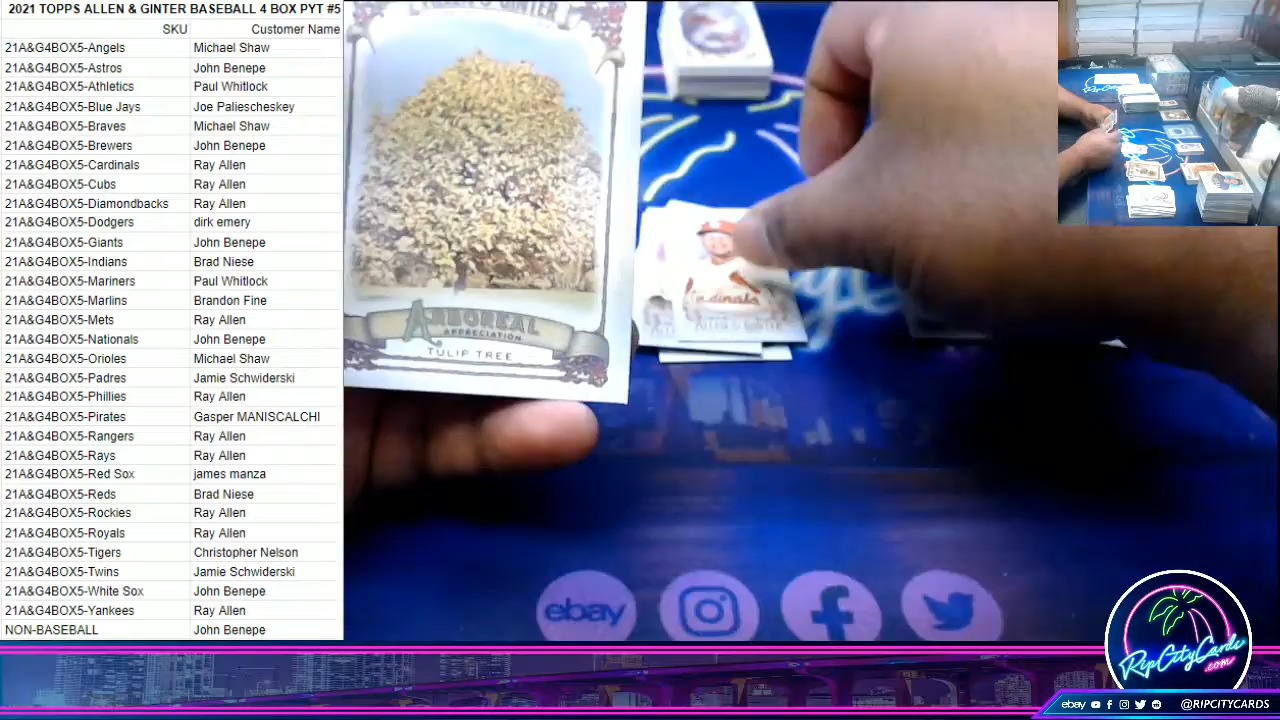 2021 TOPPS ALLEN & GINTER BASEBALL 4 BOX PYT #5
SKU Customer Name
21A&G4BOX5-Angels Michael Shaw
21A&G4BOX5-Astros John Benepe
21A&G4BOX5-Athletics Paul Whitlock
21A&G4BOX5-Blue Jays Joe Paliescheskey
21A&G4BOX5-Braves Michael Shaw
21A&G4BOX5-Brewers John Benepe
21A&G4BOX5-Cardinals Ray Allen
21A&G4BOX5-Cubs Ray Allen
21A&G4BOX5-Diamondbacks Ray Allen
21A&G4BOX5-Dodgers dirk emery
21A&G4BOX5-Giants John Benepe
21A&G4BOX5-Indians Brad Niese
21A&G4BOX5-Mariners Paul Whitlock
21A&G4BOX5-Marlins Brandon Fine
21A&G4BOX5-Mets Ray Allen
21A&G4BOX5-Nationals John Benepe
21A&G4BOX5-Orioles Michael Shaw
21A&G4BOX5-Padres Jamie Schwiderski
21A&G4BOX5-Phillies Ray Allen
21A&G4BOX5-Pirates Gasper MANISCALCHI
21A&G4BOX5-Rangers Ray Allen
21A&G4BOX5-Rays Ray Allen
21A&G4BOX5-Red Sox james manza
21A&G4BOX5-Reds Brad Niese
21A&G4BOX5-Rockies Ray Allen
21A&G4BOX5-Royals Ray Allen
21A&G4BOX5-Tigers Christopher Nelson
21A&G4BOX5-Twins Jamie Schwiderski
21A&G4BOX5-White Sox John Benepe
21A&G4BOX5-Yankees Ray Allen
NON-BASEBALL John Benepe
ARBOREAL
APPRECIATION
TULIP TREE
Cardinals
ebay
RipCityCards
.com
ebay @RIPCITYCARDS